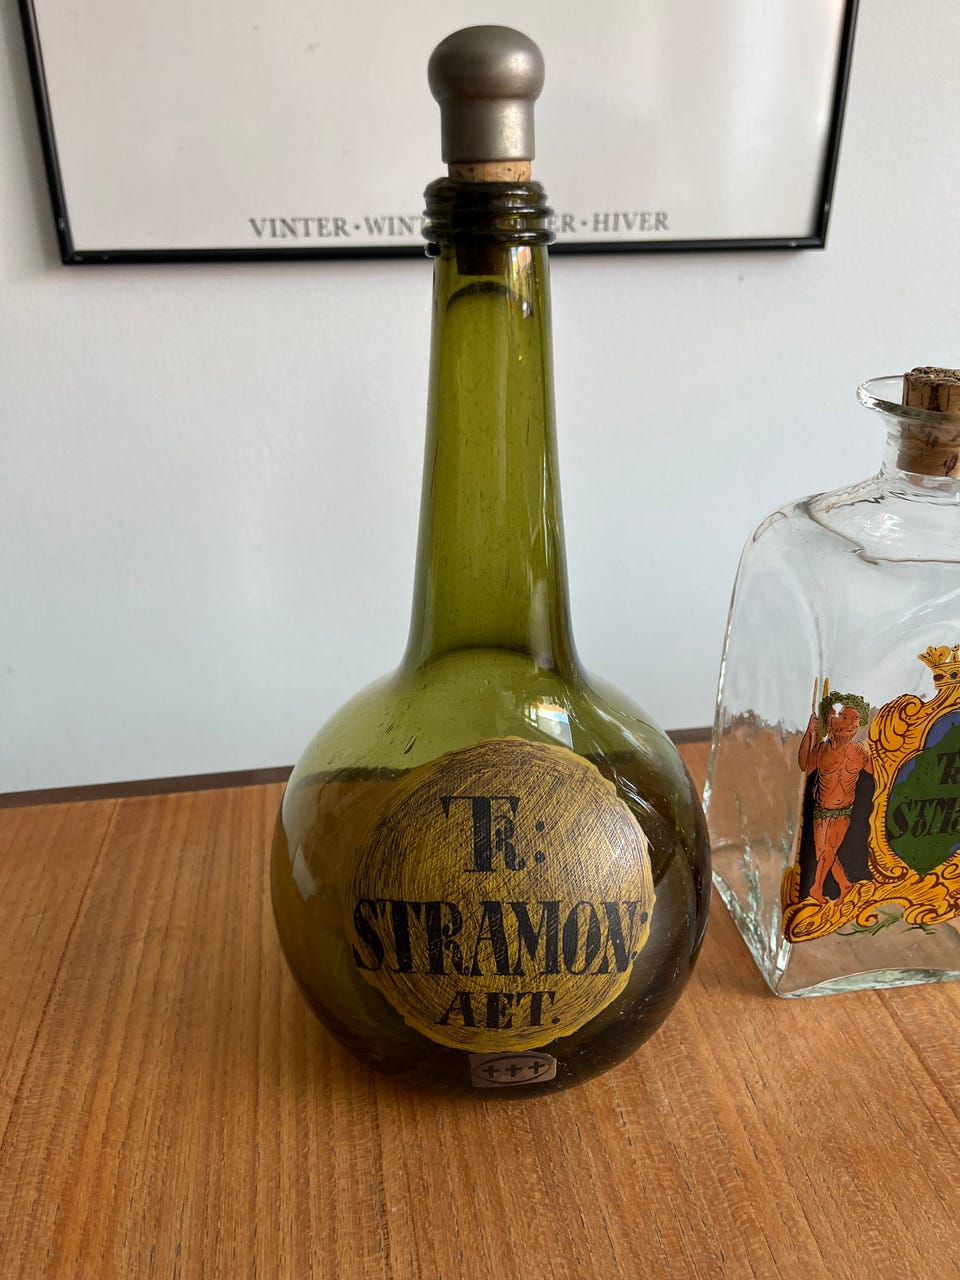 VINTER·WINT ER·HIVER
TR:
STRAMON:
AET.
+++